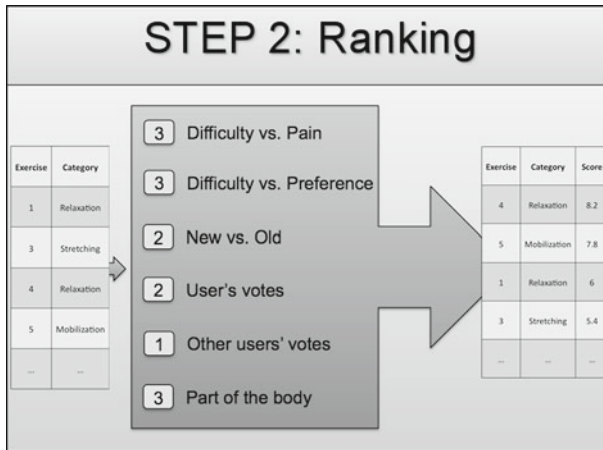 STEP 2: Ranking
Exercise Category
1 Relaxation
3 Stretching
4 Relaxation
5 Mobilization
... ...
3 Difficulty vs. Pain
3 Difficulty vs. Preference
2 New vs. Old
2 User's votes
1 Other users' votes
3 Part of the body
Exercise Category Score
4 Relaxation 8.2
5 Mobilization 7.8
1 Relaxation 6
3 Stretching 5.4
... ... ...